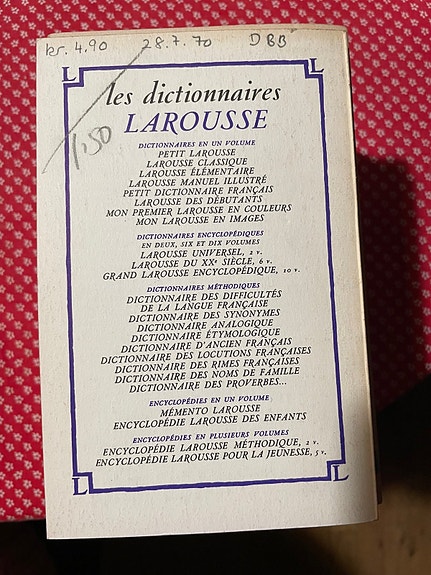 kr. 4.90 28.7.70 DBB
1,50
L L
les dictionnaires
LAROUSSE
DICTIONNAIRES EN UN VOLUME
PETIT LAROUSSE
LAROUSSE CLASSIQUE
LAROUSSE ÉLÉMENTAIRE
LAROUSSE MANUEL ILLUSTRÉ
PETIT DICTIONNAIRE FRANÇAIS
LAROUSSE DES DÉBUTANTS
MON PREMIER LAROUSSE EN COULEURS
MON LAROUSSE EN IMAGES
DICTIONNAIRES ENCYCLOPÉDIQUES
EN DEUX, SIX ET DIX VOLUMES
LAROUSSE UNIVERSEL, 2 v.
LAROUSSE DU XXe SIÈCLE, 6 v.
GRAND LAROUSSE ENCYCLOPÉDIQUE, 10 v.
DICTIONNAIRES MÉTHODIQUES
DICTIONNAIRE DES DIFFICULTÉS
DE LA LANGUE FRANÇAISE
DICTIONNAIRE DES SYNONYMES
DICTIONNAIRE ANALOGIQUE
DICTIONNAIRE ÉTYMOLOGIQUE
DICTIONNAIRE D'ANCIEN FRANÇAIS
DICTIONNAIRE DES LOCUTIONS FRANÇAISES
DICTIONNAIRE DES RIMES FRANÇAISES
DICTIONNAIRE DES NOMS DE FAMILLE
DICTIONNAIRE DES PROVERBES...
ENCYCLOPÉDIES EN UN VOLUME
MÉMENTO LAROUSSE
ENCYCLOPÉDIE LAROUSSE DES ENFANTS
ENCYCLOPÉDIES EN PLUSIEURS VOLUMES
ENCYCLOPÉDIE LAROUSSE MÉTHODIQUE, 2 v.
ENCYCLOPÉDIE LAROUSSE POUR LA JEUNESSE, 5 v.
L L